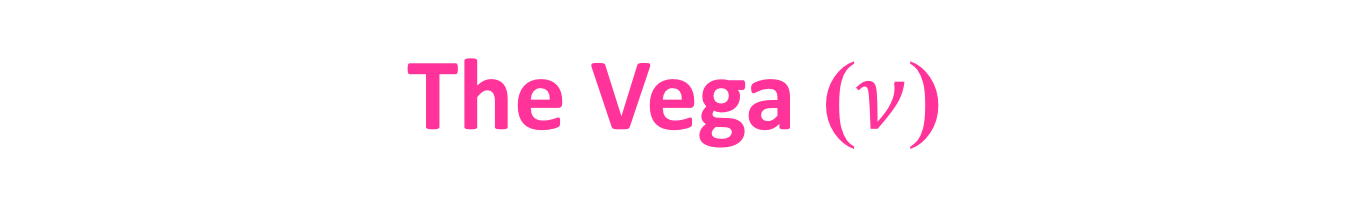 The Vega (𝜈)